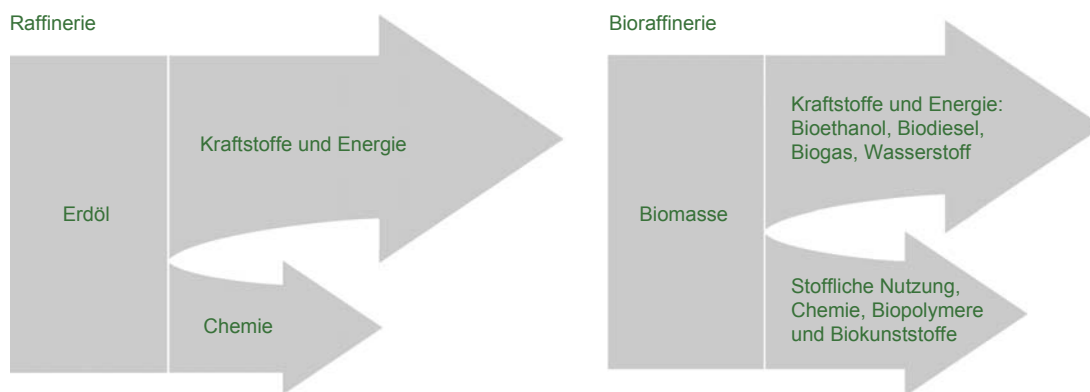 Raffinerie
Erdöl
Kraftstoffe und Energie
Chemie
Bioraffinerie
Biomasse
Kraftstoffe und Energie:
Bioethanol, Biodiesel,
Biogas, Wasserstoff
Stoffliche Nutzung,
Chemie, Biopolymere
und Biokunststoffe